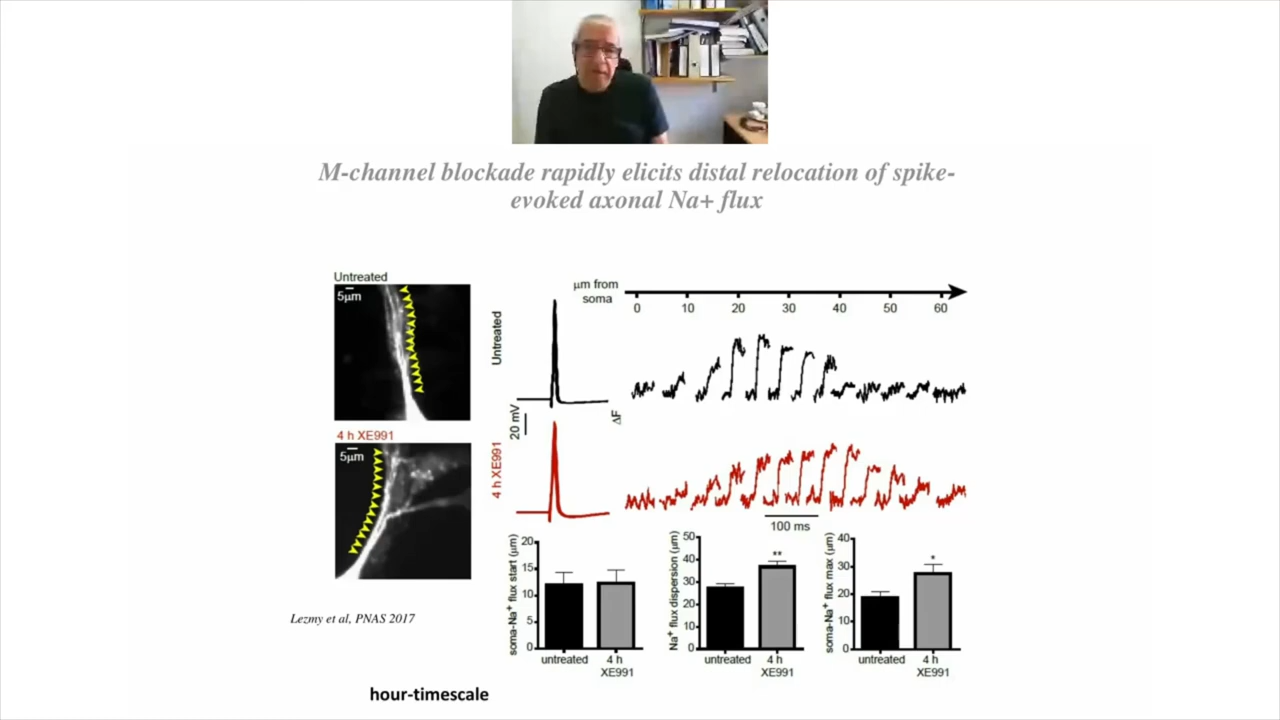 M-channel blockade rapidly elicits distal relocation of spike-
evoked axonal Na+ flux
Untreated
5µm
4 h XE991
5µm
µm from
soma
0 10 20 30 40 50 60
Untreated
20 mV
ΔF
4 h XE991
100 ms
soma-Na+ flux start (µm)
20
15
10
5
0
untreated
4 h
XE991
Na+ flux dispersion (µm)
50
40
30
20
10
0
**
untreated
4 h
XE991
soma-Na+ flux max (µm)
40
30
20
10
0
*
untreated
4 h
XE991
Lezmy et al, PNAS 2017
hour-timescale